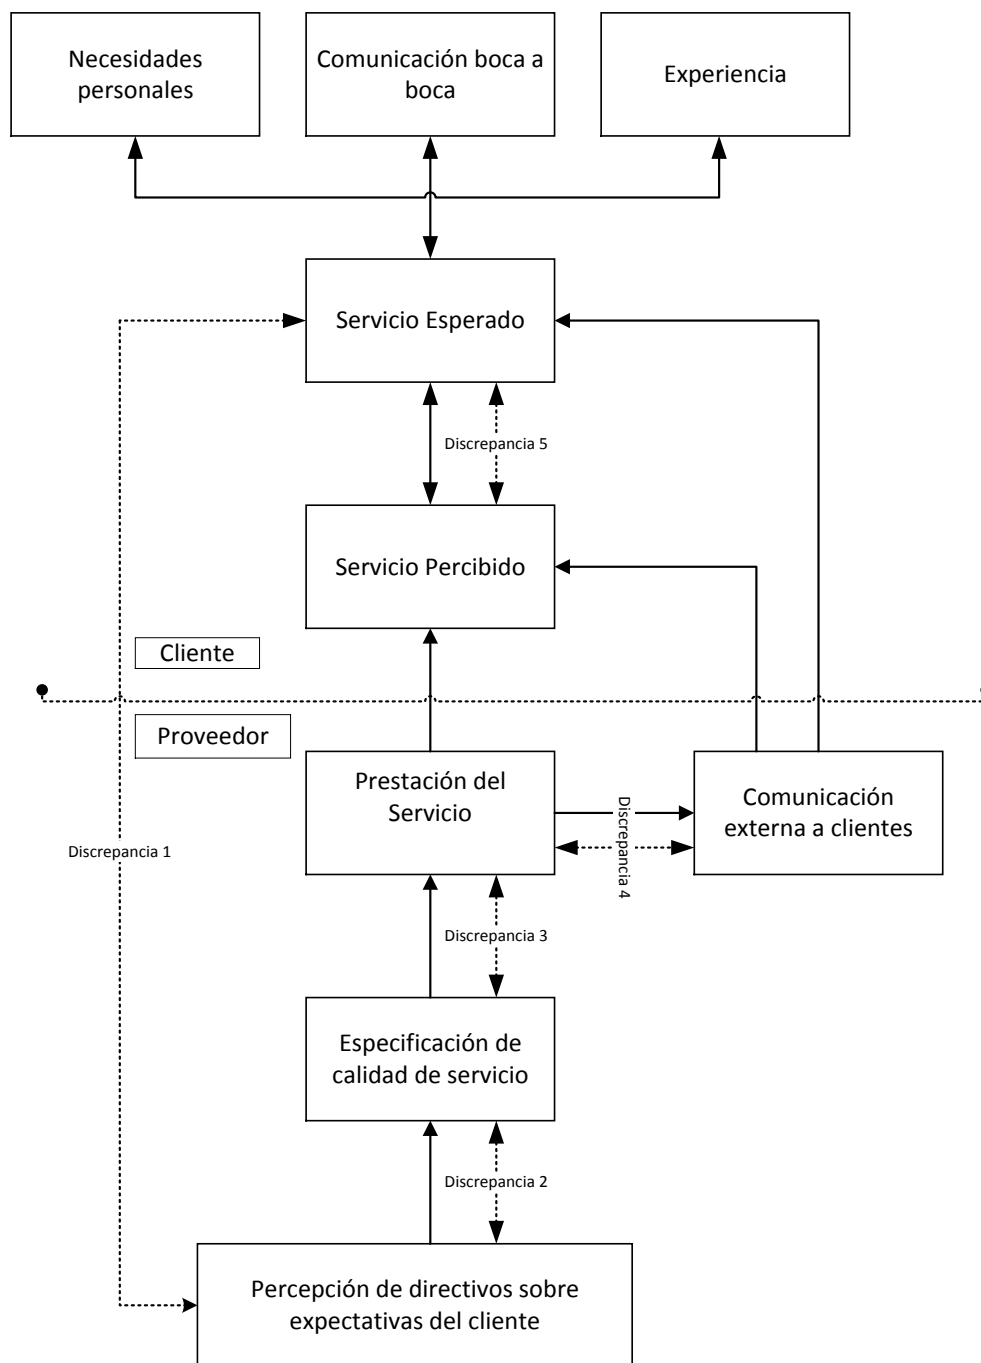 Necesidades
personales
Comunicación boca a
boca
Experiencia
Servicio Esperado
Discrepancia 5
Servicio Percibido
Cliente
Proveedor
Prestación del
Servicio
Discrepancia 4
Comunicación
externa a clientes
Discrepancia 1
Discrepancia 3
Especificación de
calidad de servicio
Discrepancia 2
Percepción de directivos sobre
expectativas del cliente